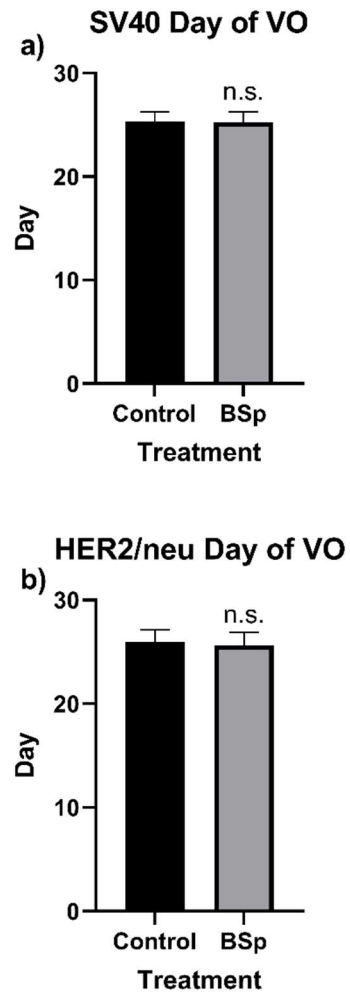 SV40 Day of VO
a)
30
n.s.
20
Day
10
0
Control BSp
Treatment
HER2/neu Day of VO
b)
30
n.s.
20
Day
10
0
Control BSp
Treatment